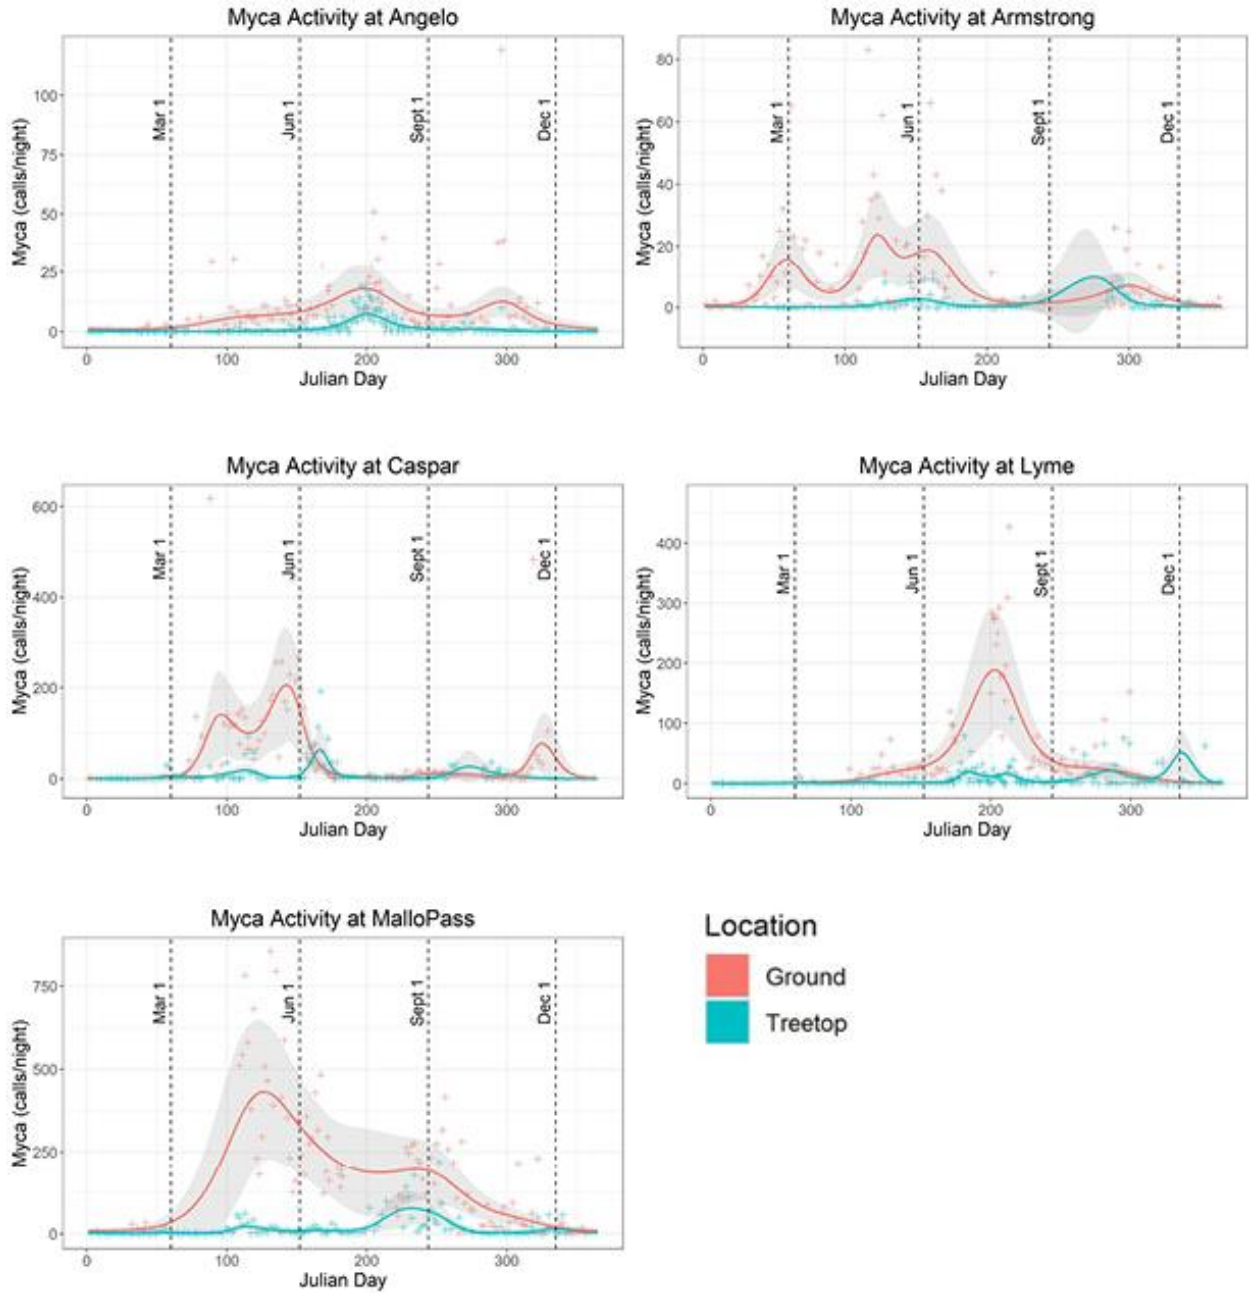 Myca Activity at Angelo
Myca (calls/night)
100
75
50
25
0
Mar 1
Jun 1
Sept 1
Dec 1
0
100
200
300
Julian Day
Myca Activity at Armstrong
Myca (calls/night)
80
60
40
20
0
Mar 1
Jun 1
Sept 1
Dec 1
0
100
200
300
Julian Day
Myca Activity at Caspar
Myca (calls/night)
600
400
200
0
Mar 1
Jun 1
Sept 1
Dec 1
0
100
200
300
Julian Day
Myca Activity at Lyme
Myca (calls/night)
400
300
200
100
0
Mar 1
Jun 1
Sept 1
Dec 1
0
100
200
300
Julian Day
Myca Activity at MalloPass
Myca (calls/night)
750
500
250
0
Mar 1
Jun 1
Sept 1
Dec 1
0
100
200
300
Julian Day
Location
Ground
Treetop